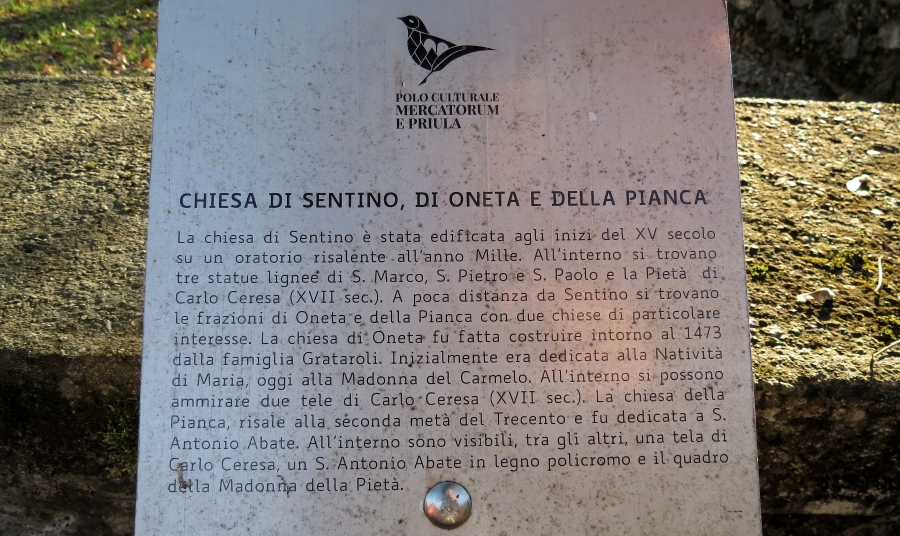 POLO CULTURALE
MERCATORUM
E PRIULA
CHIESA DI SENTINO, DI ONETA E DELLA PIANCA
La chiesa di Sentino è stata edificata agli inizi del XV secolo
su un oratorio risalente all'anno Mille. All'interno si trovano
tre statue lignee di S. Marco, S. Pietro e S. Paolo e la Pietà di
Carlo Ceresa (XVII sec.). A poca distanza da Sentino si trovano
le frazioni di Oneta e della Pianca con due chiese di particolare
interesse. La chiesa di Oneta fu fatta costruire intorno al 1473
dalla famiglia Grataroli. Inizialmente era dedicata alla Natività
di Maria, oggi alla Madonna del Carmelo. All'interno si possono
ammirare due tele di Carlo Ceresa (XVII sec.). La chiesa della
Pianca, risale alla seconda metà del Trecento e fu dedicata a S.
Antonio Abate. All'interno sono visibili, tra gli altri, una tela di
Carlo Ceresa, un S. Antonio Abate in legno policromo e il quadro
della Madonna della Pietà.